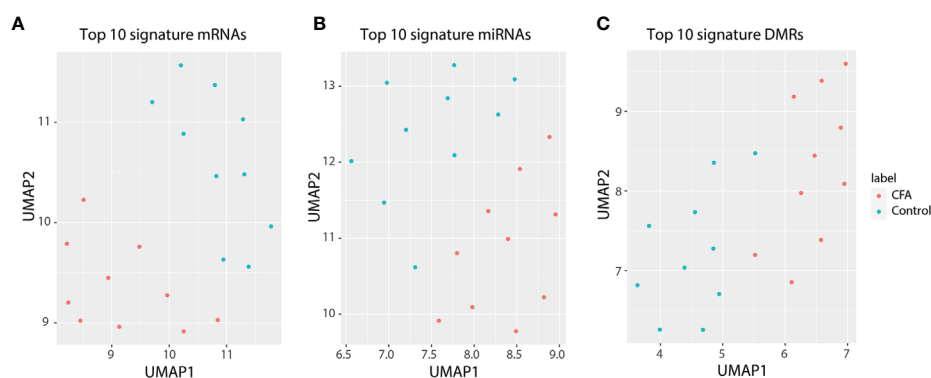 A
Top 10 signature mRNAs
UMAP2
11
10
9
9
10
11
UMAP1
B
Top 10 signature miRNAs
UMAP2
13
12
11
10
6.5
7.0
7.5
8.0
8.5
9.0
UMAP1
C
Top 10 signature DMRs
UMAP2
9
8
7
4
5
6
7
UMAP1
label
CFA
Control